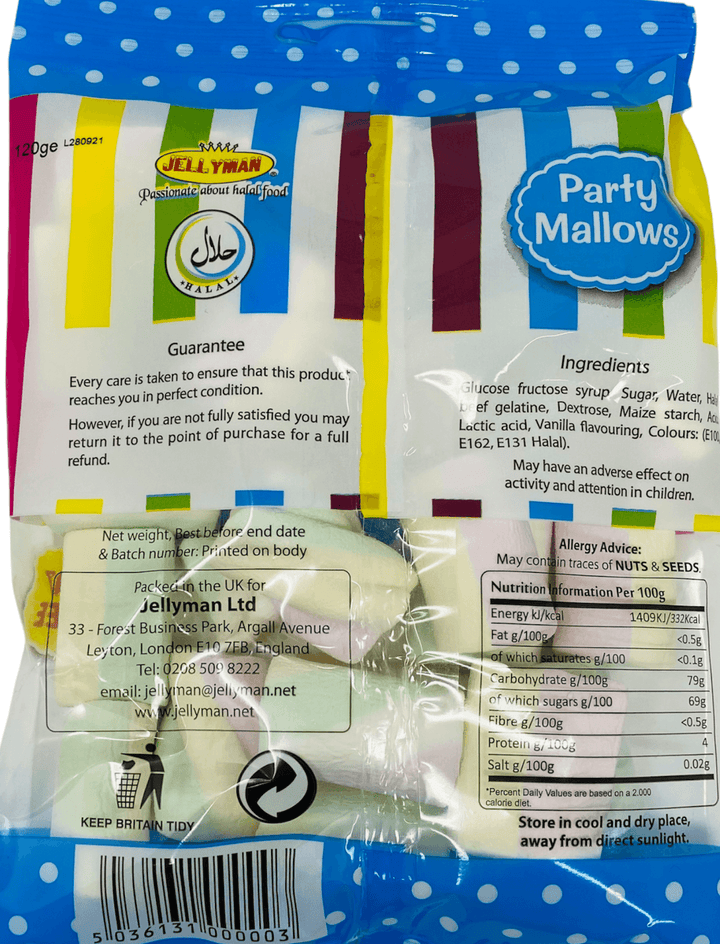 120ge L280921
JELLYMAN
Passionate about halal food
حلال
HALAL
Guarantee
Every care is taken to ensure that this product
reaches you in perfect condition.
However, if you are not fully satisfied you may
return it to the point of purchase for a full
refund.
Party
Mallows
Ingredients
Glucose fructose syrup, Sugar, Water,
beef gelatine, Dextrose, Maize starch,
Lactic acid, Vanilla flavouring, Colours:
E162, E131 Halal).
May have an adverse effect on
activity and attention in children.
Net weight, Best before end date
& Batch number: Printed on body
Packed in the UK for
Jellyman Ltd
33 - Forest Business Park, Argall Avenue
Leyton, London E10 7FB, England
Tel: 0208 509 8222
email: jellyman@jellyman.net
www.jellyman.net
KEEP BRITAIN TIDY
5 036131 000003
Allergy Advice:
May contain traces of NUTS & SEEDS.
Nutrition Information Per 100g
Energy kJ/kcal 1409KJ/332Kcal
Fat g/100g <0.5g
of which saturates g/100 <0.1g
Carbohydrate g/100g 79g
of which sugars g/100 69g
Fibre g/100g <0.5g
Protein g/100g 4
Salt g/100g 0.02g
*Percent Daily Values are based on a 2.000
calorie diet.
Store in cool and dry place,
away from direct sunlight.